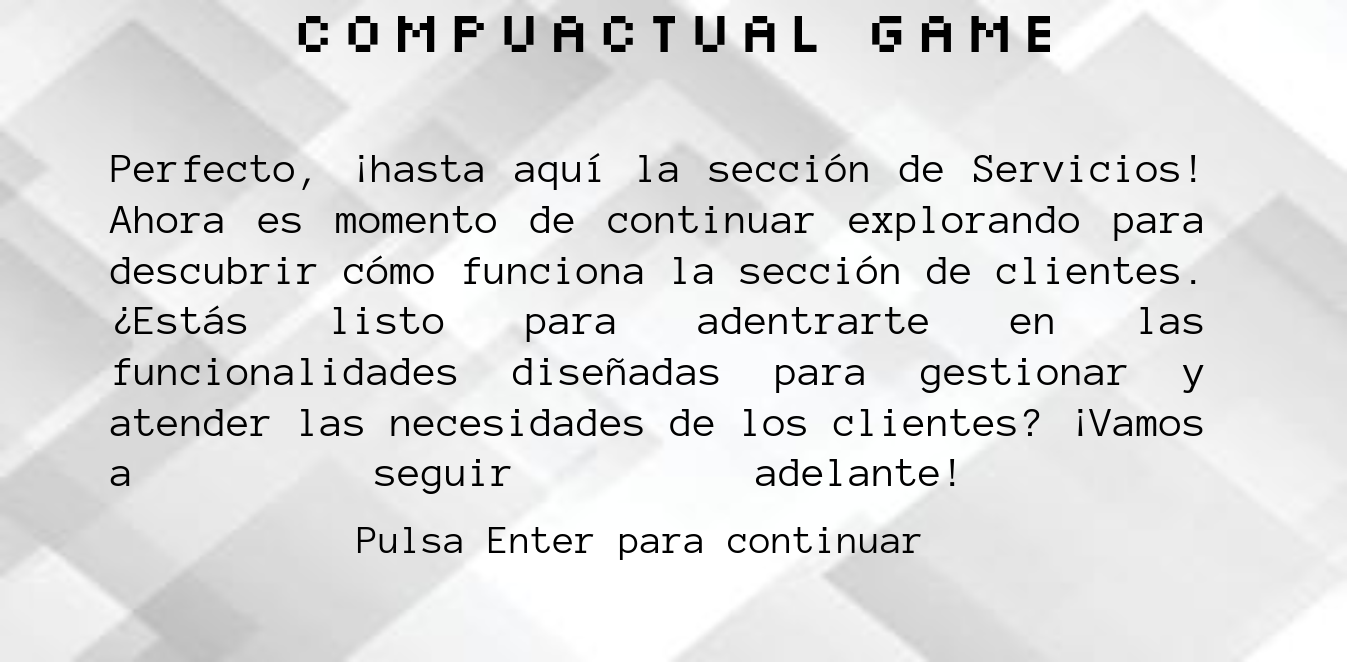 COMPUACTUAL GAME
Perfecto, ¡hasta aquí la sección de Servicios!
Ahora es momento de continuar explorando para
descubrir cómo funciona la sección de clientes.
¿Estás listo para adentrarte en las
funcionalidades diseñadas para gestionar y
atender las necesidades de los clientes? ¡Vamos
a seguir adelante!
Pulsa Enter para continuar